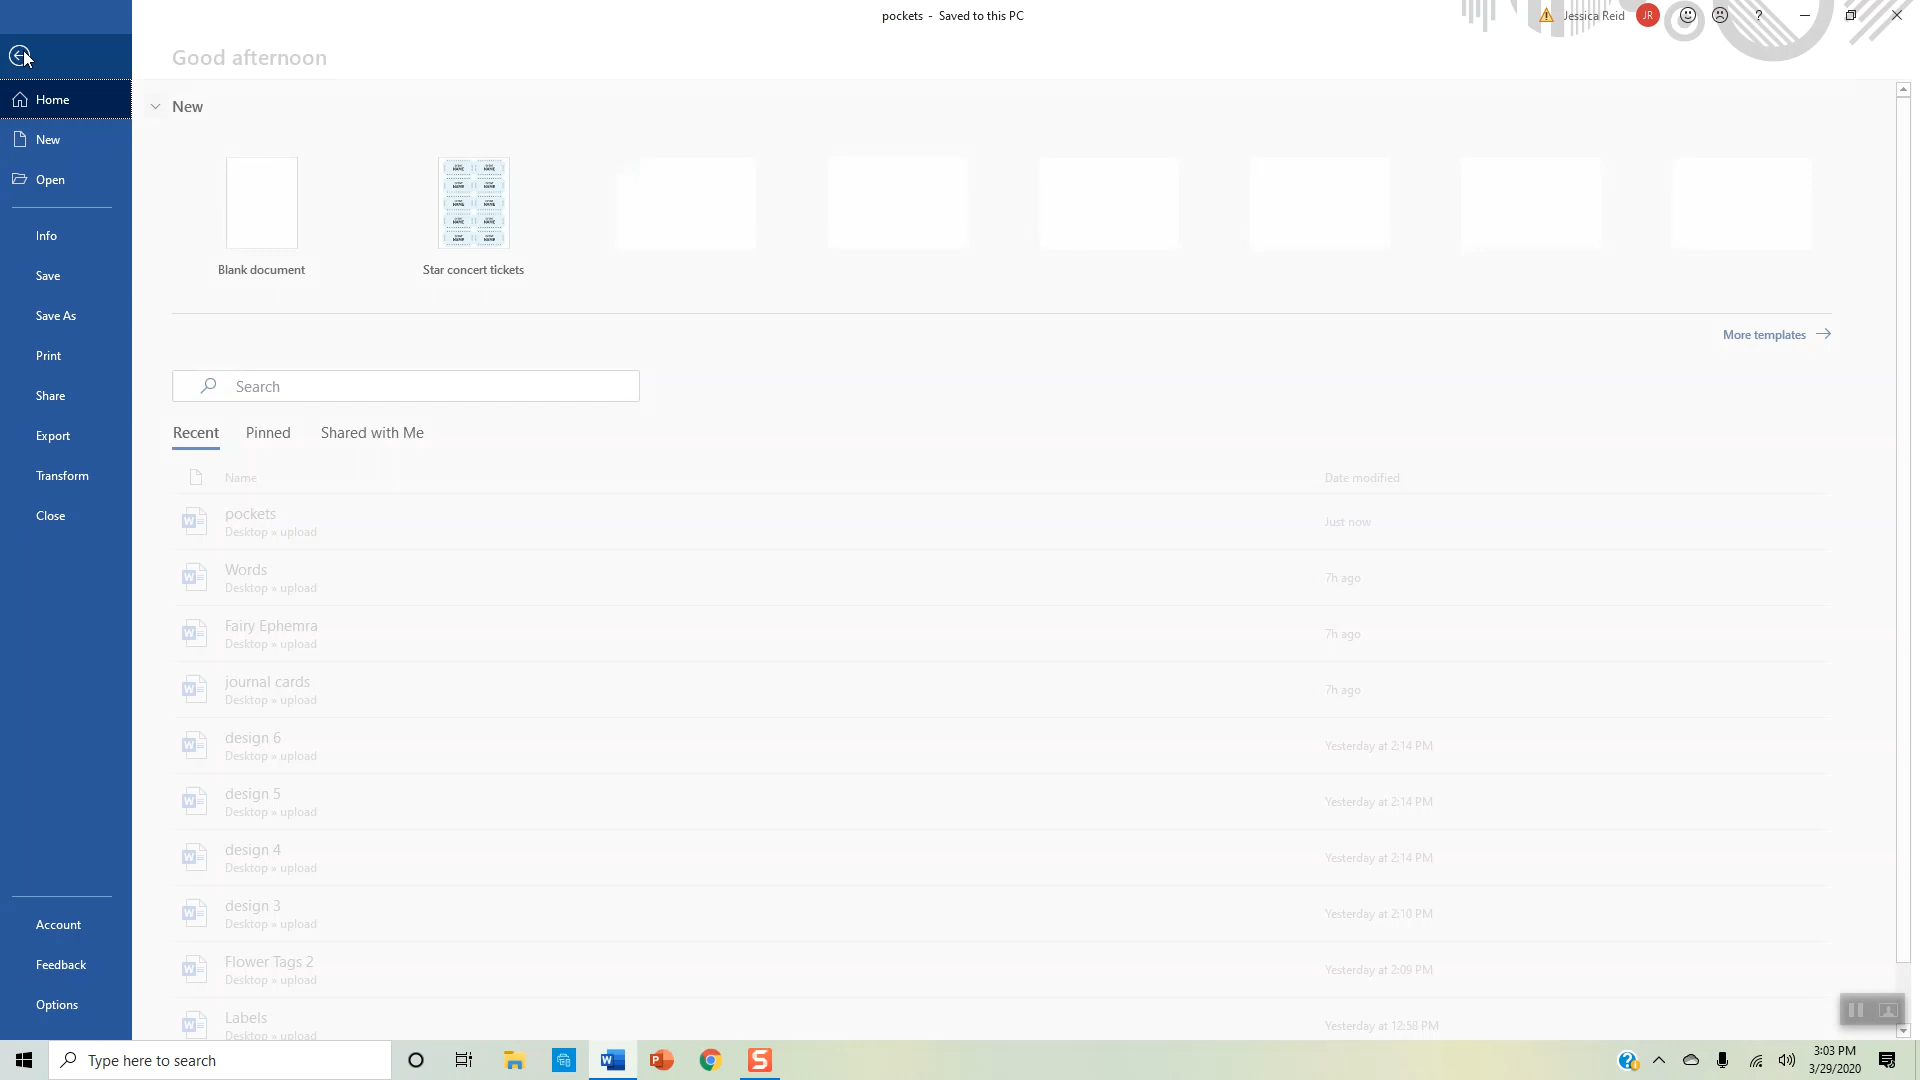 pockets - Saved to this PC
Jessica Reid
JR
?
Good afternoon
Home
New
Open
Info
Save
Save As
Print
Share
Export
Transform
Close
Account
Feedback
Options
New
Blank document
Star concert tickets
More templates
Search
Recent Pinned Shared with Me
Name Date modified
pockets
Desktop » upload
Just now
Words
Desktop » upload
7h ago
Fairy Ephemra
Desktop » upload
7h ago
journal cards
Desktop » upload
7h ago
design 6
Desktop » upload
Yesterday at 2:14 PM
design 5
Desktop » upload
Yesterday at 2:14 PM
design 4
Desktop » upload
Yesterday at 2:14 PM
design 3
Desktop » upload
Yesterday at 2:10 PM
Flower Tags 2
Desktop » upload
Yesterday at 2:09 PM
Labels
Desktop » upload
Yesterday at 12:58 PM
Type here to search
3:03 PM
3/29/2020